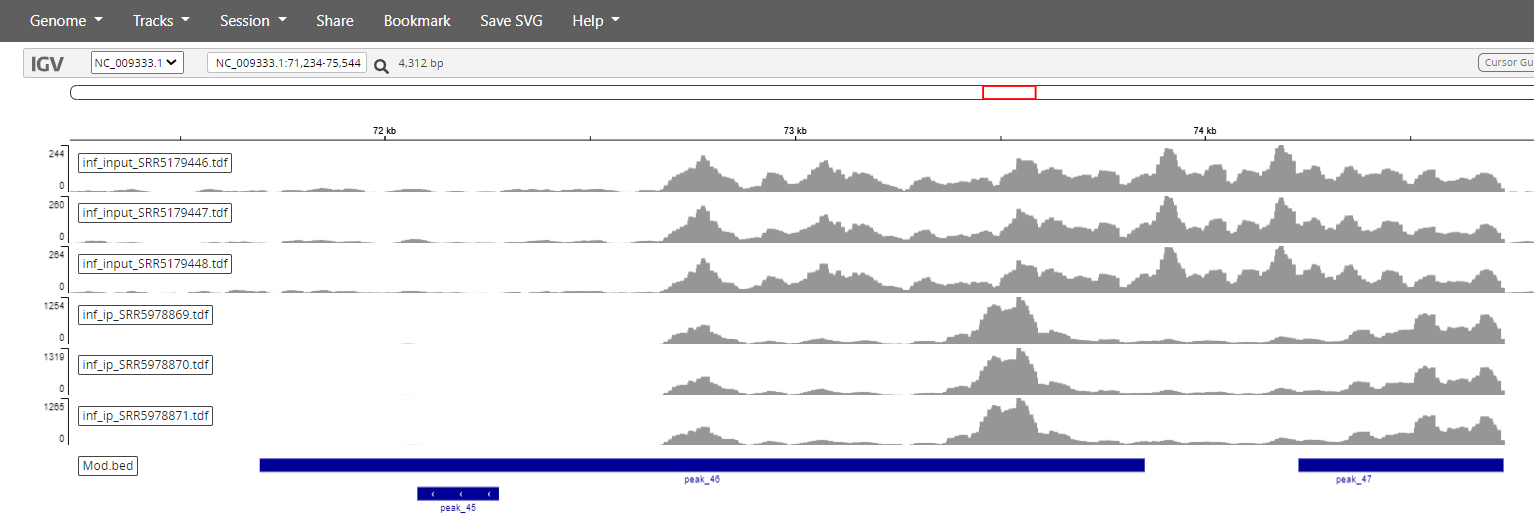 Genome Tracks Session Share Bookmark Save SVG Help
IGV NC_009333.1 NC_009333.1:71,234-75,544 4,312 bp Cursor Gu
72 kb 73 kb 74 kb
244
inf_input_SRR5179446.tdf
0
260
inf_input_SRR5179447.tdf
0
264
inf_input_SRR5179448.tdf
0
1254
inf_ip_SRR5978869.tdf
0
1319
inf_ip_SRR5978870.tdf
0
1265
inf_ip_SRR5978871.tdf
0
Mod.bed
peak_46 peak_47
peak_45